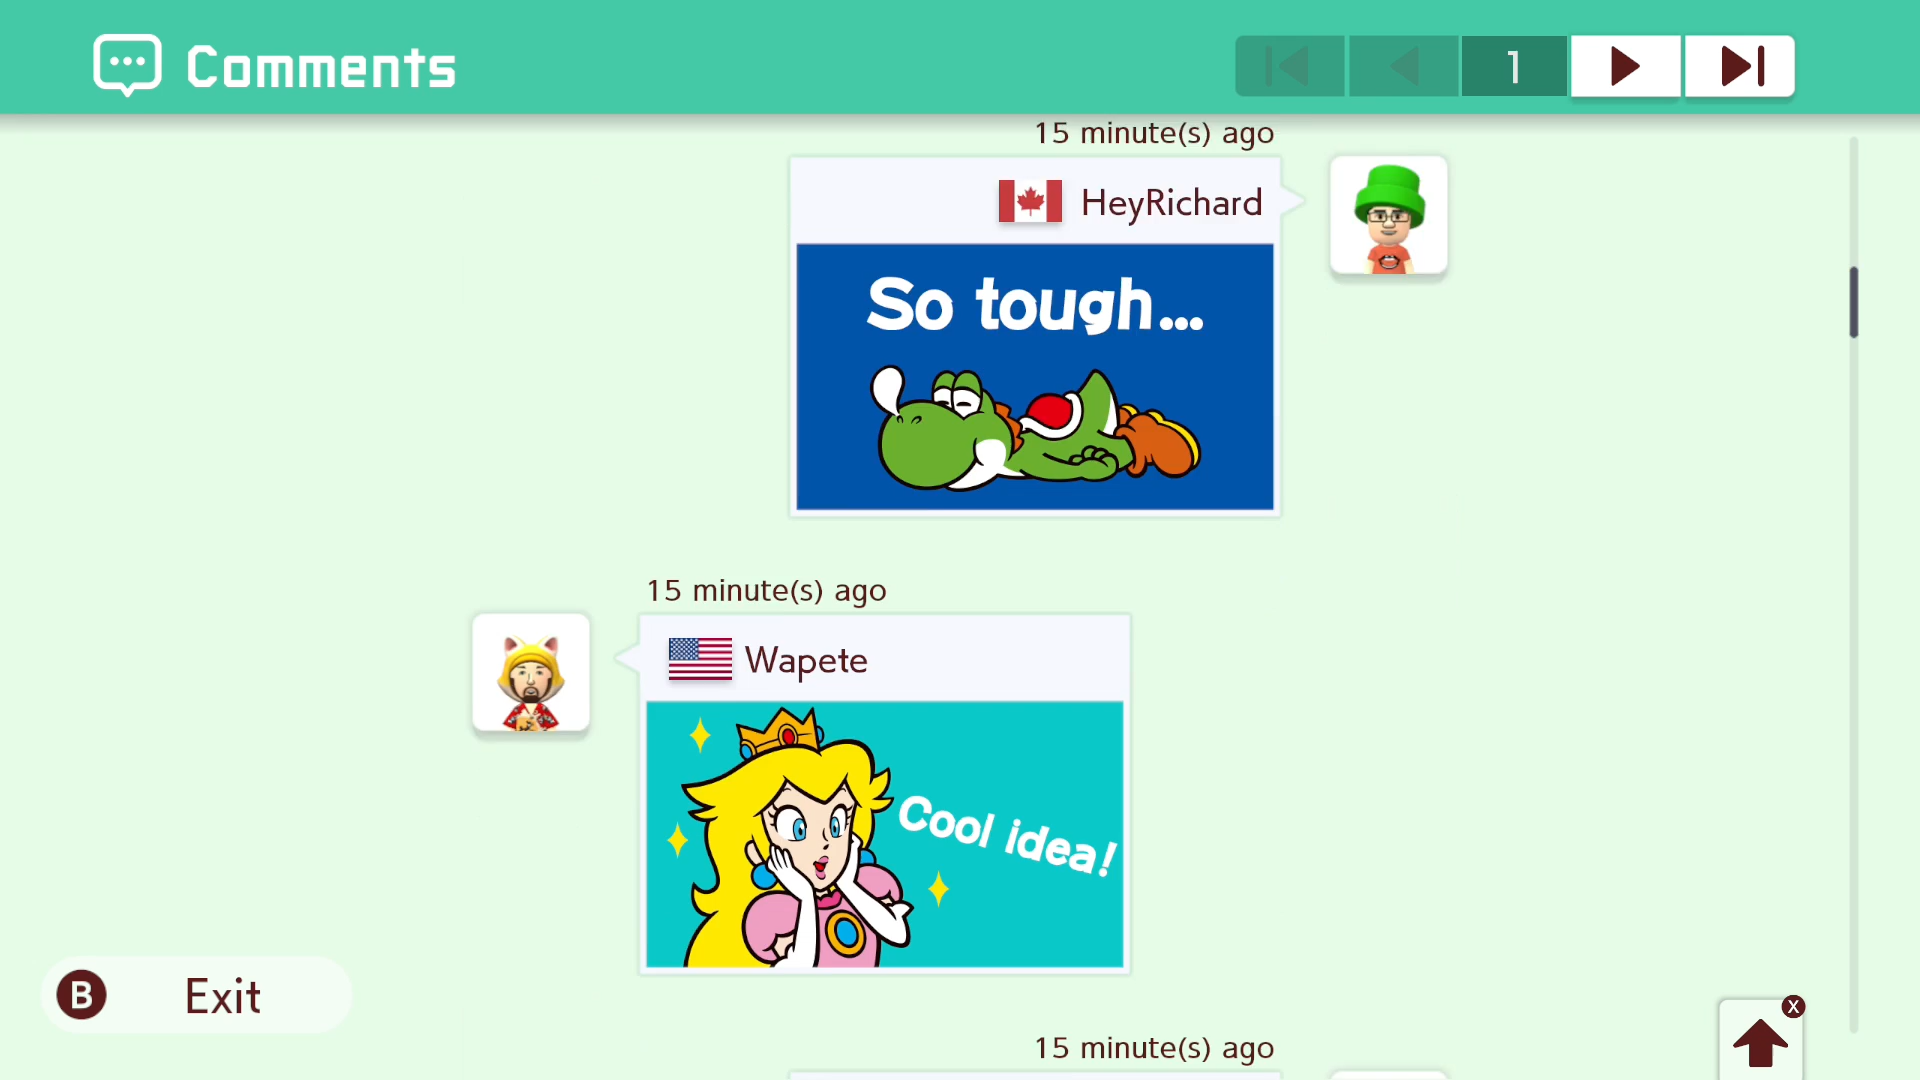 Comments
1
15 minute(s) ago
HeyRichard
So tough...
15 minute(s) ago
Wapete
Cool idea!
B Exit
X
15 minute(s) ago